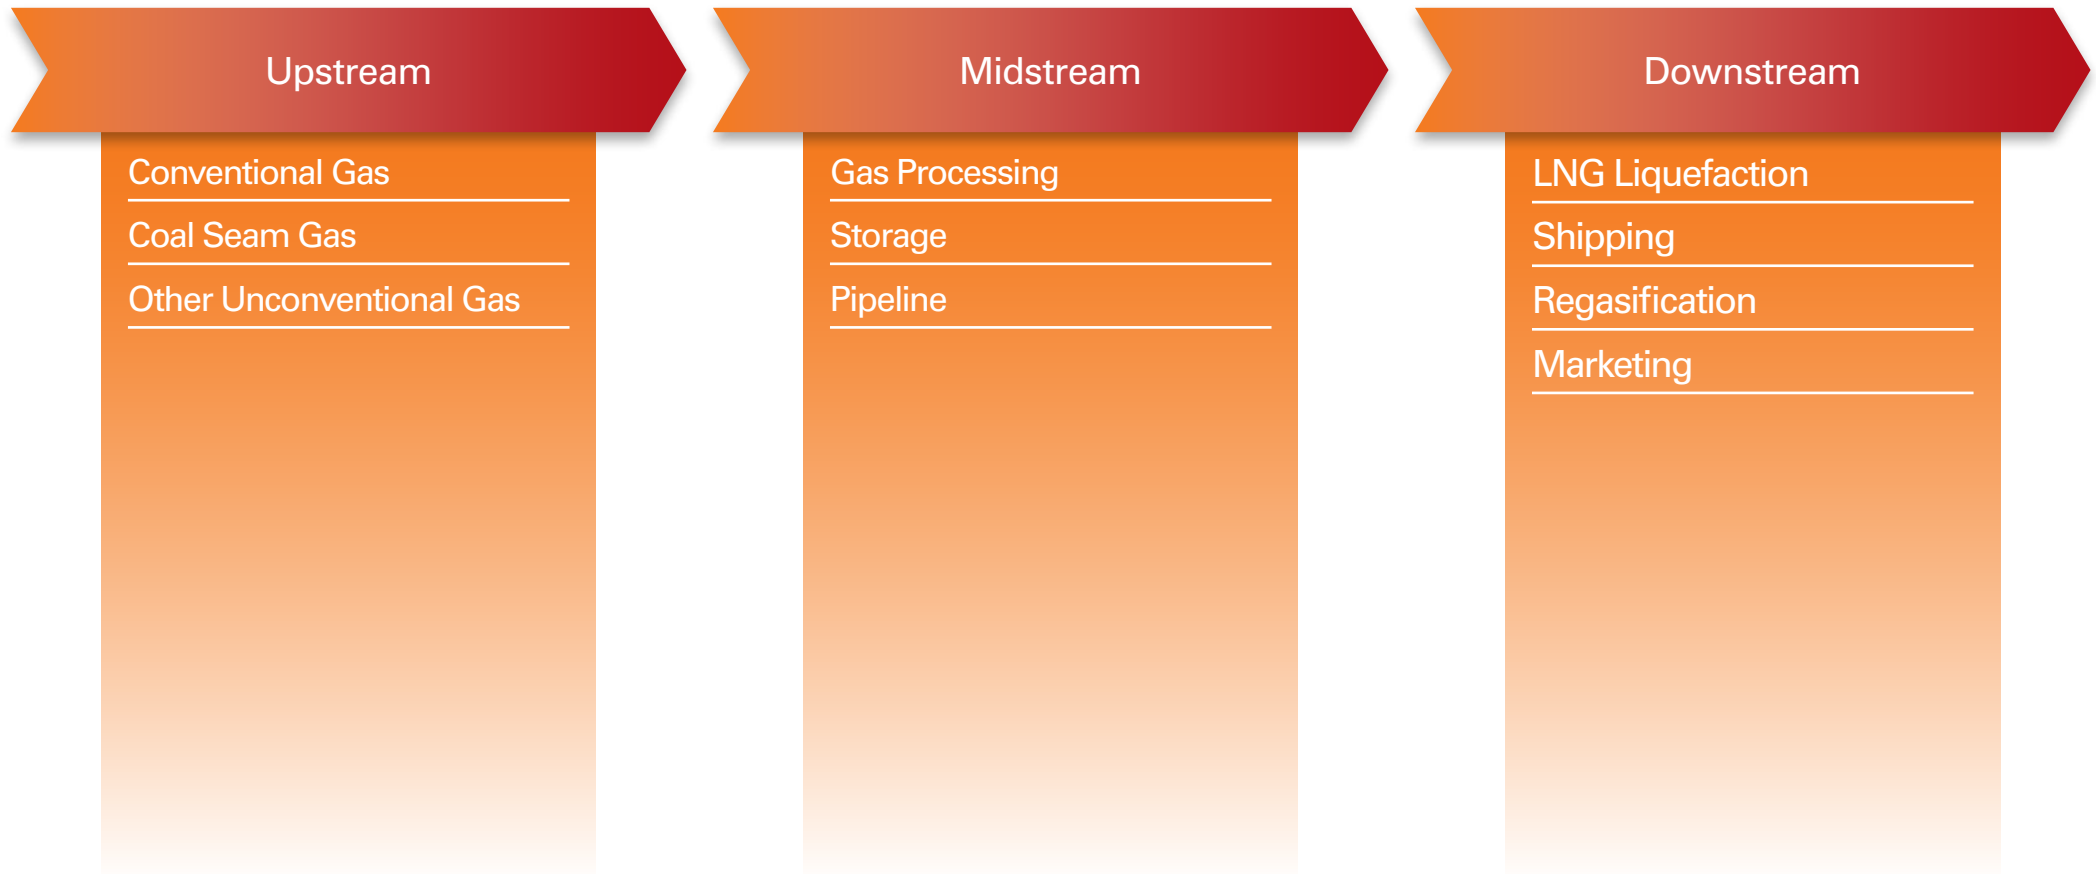 Upstream
Conventional Gas
Coal Seam Gas
Other Unconventional Gas
Midstream
Gas Processing
Storage
Pipeline
Downstream
LNG Liquefaction
Shipping
Regasification
Marketing